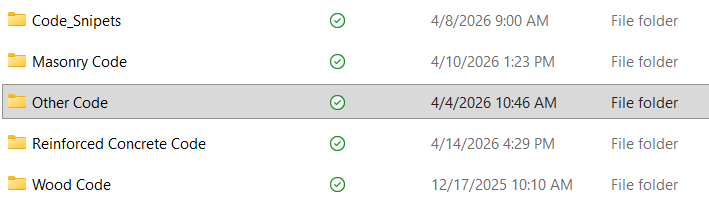 Code_Snipets 4/8/2026 9:00 AM File folder
Masonry Code 4/10/2026 1:23 PM File folder
Other Code 4/4/2026 10:46 AM File folder
Reinforced Concrete Code 4/14/2026 4:29 PM File folder
Wood Code 12/17/2025 10:10 AM File folder